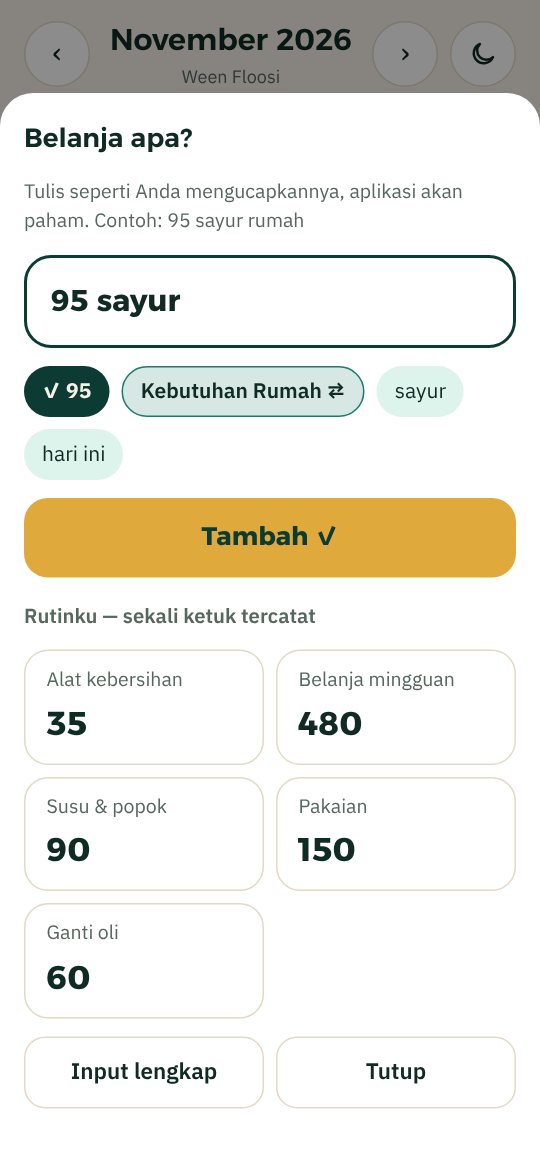 ‹
November 2026
Ween Floosi
›
Belanja apa?
Tulis seperti Anda mengucapkannya, aplikasi akan
paham. Contoh: 95 sayur rumah
95 sayur
✓ 95
Kebutuhan Rumah ⇄
sayur
hari ini
Tambah ✓
Rutinku — sekali ketuk tercatat
Alat kebersihan
35
Belanja mingguan
480
Susu & popok
90
Pakaian
150
Ganti oli
60
Input lengkap
Tutup